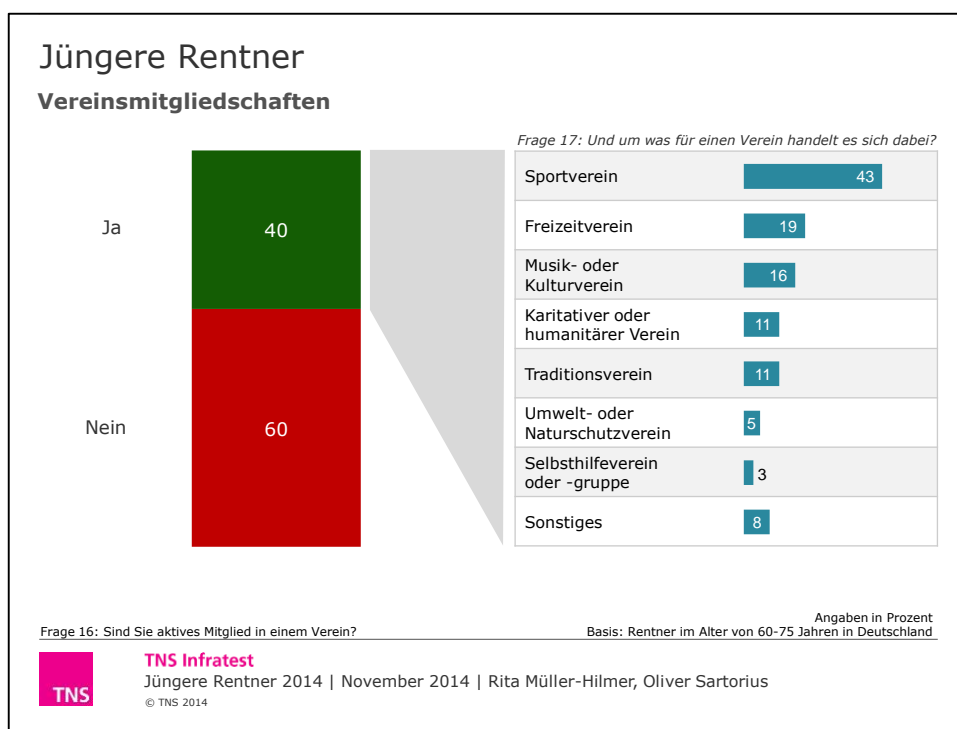 Jüngere Rentner
Vereinsmitgliedschaften
Frage 17: Und um was für einen Verein handelt es sich dabei?
Ja
40
Nein
60
Sportverein
43
Freizeitverein
19
Musik- oder
Kulturverein
16
Karitativer oder
humanitärer Verein
11
Traditionsverein
11
Umwelt- oder
Naturschutzverein
5
Selbsthilfeverein
oder -gruppe
3
Sonstiges
8
Angaben in Prozent
Frage 16: Sind Sie aktives Mitglied in einem Verein?
Basis: Rentner im Alter von 60-75 Jahren in Deutschland
TNS
TNS Infratest
Jüngere Rentner 2014 | November 2014 | Rita Müller-Hilmer, Oliver Sartorius
© TNS 2014